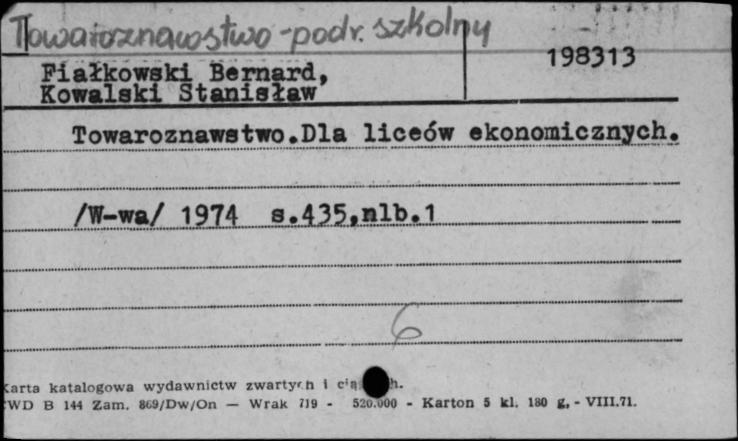 Towaroznawstwo - podr. szkolny
198313
Fiałkowski Bernard,
Kowalski Stanisław
Towaroznawstwo.Dla liceów ekonomicznych.
/W-wa/ 1974 s.435,nlb.1
6
Karta katalogowa wydawnictw zwartych i
WD B 144 Zam. 869/Dw/On — Wrak 719 - 520.000 - Karton 5 kl. 180 g, - VIII.71.